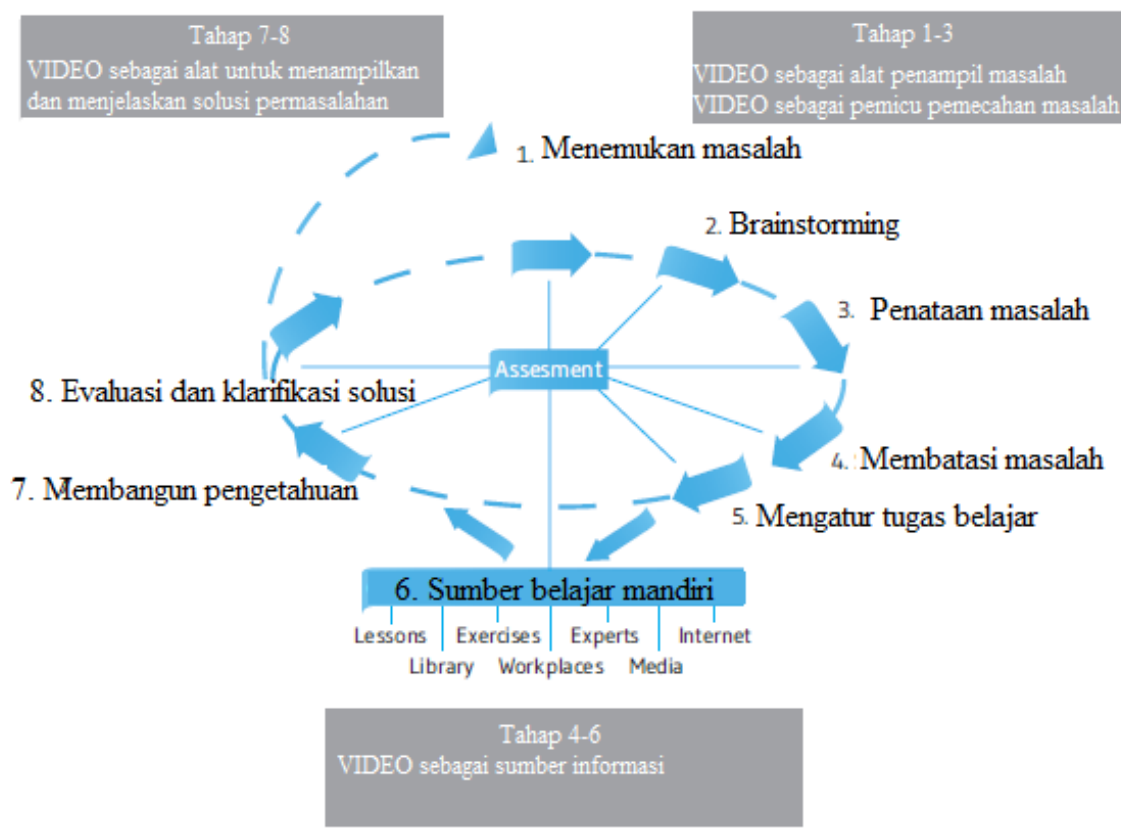 Tahap 7-8
VIDEO sebagai alat untuk menampilkan
dan menjelaskan solusi permasalahan
Tahap 1-3
VIDEO sebagai alat penampil masalah
VIDEO sebagai pemicu pemecahan masalah
1. Menemukan masalah
2. Brainstorming
3. Penataan masalah
Assesment
8. Evaluasi dan klarifikasi solusi
4. Membatasi masalah
7. Membangun pengetahuan
5. Mengatur tugas belajar
6. Sumber belajar mandiri
Lessons Exercises Experts Internet
Library Workplaces Media
Tahap 4-6
VIDEO sebagai sumber informasi